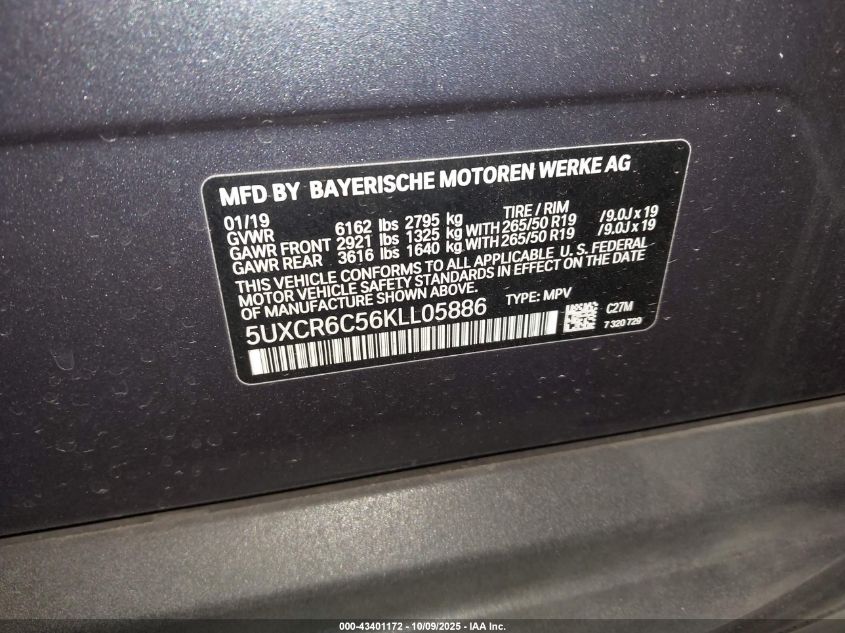 MFD BY BAYERISCHE MOTOREN WERKE AG
01/19 TIRE / RIM
GVWR 6162 lbs 2795 kg
GAWR FRONT 2921 lbs 1325 kg WITH 265/50 R19 /9.0J x 19
GAWR REAR 3616 lbs 1640 kg WITH 265/50 R19 /9.0J x 19
THIS VEHICLE CONFORMS TO ALL APPLICABLE U.S. FEDERAL
MOTOR VEHICLE SAFETY STANDARDS IN EFFECT ON THE DATE
OF MANUFACTURE SHOWN ABOVE.
5UXCR6C56KLL05886 TYPE: MPV
C27M
7 320 729
000-43401172 - 10/09/2025 - IAA Inc.